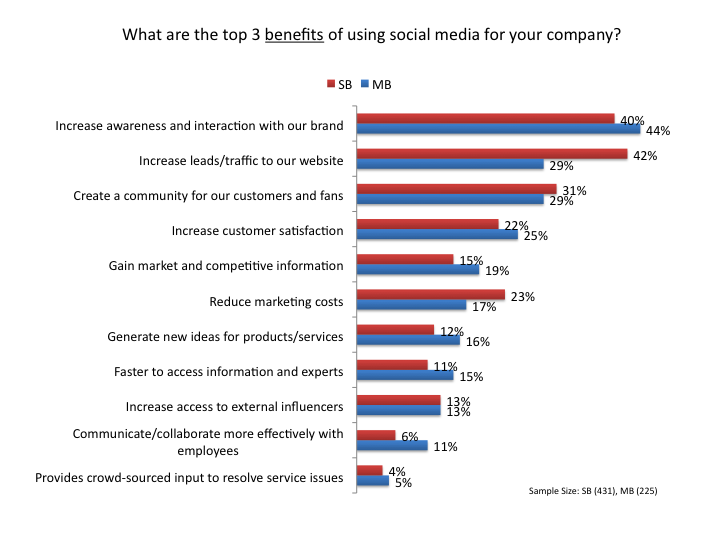 What are the top 3 benefits of using social media for your company?
SB MB
Increase awareness and interaction with our brand
40%
44%
Increase leads/traffic to our website
42%
29%
Create a community for our customers and fans
31%
29%
Increase customer satisfaction
22%
25%
Gain market and competitive information
15%
19%
Reduce marketing costs
23%
17%
Generate new ideas for products/services
12%
16%
Faster to access information and experts
11%
15%
Increase access to external influencers
13%
13%
Communicate/collaborate more effectively with
employees
6%
11%
Provides crowd-sourced input to resolve service issues
4%
5%
Sample Size: SB (431), MB (225)